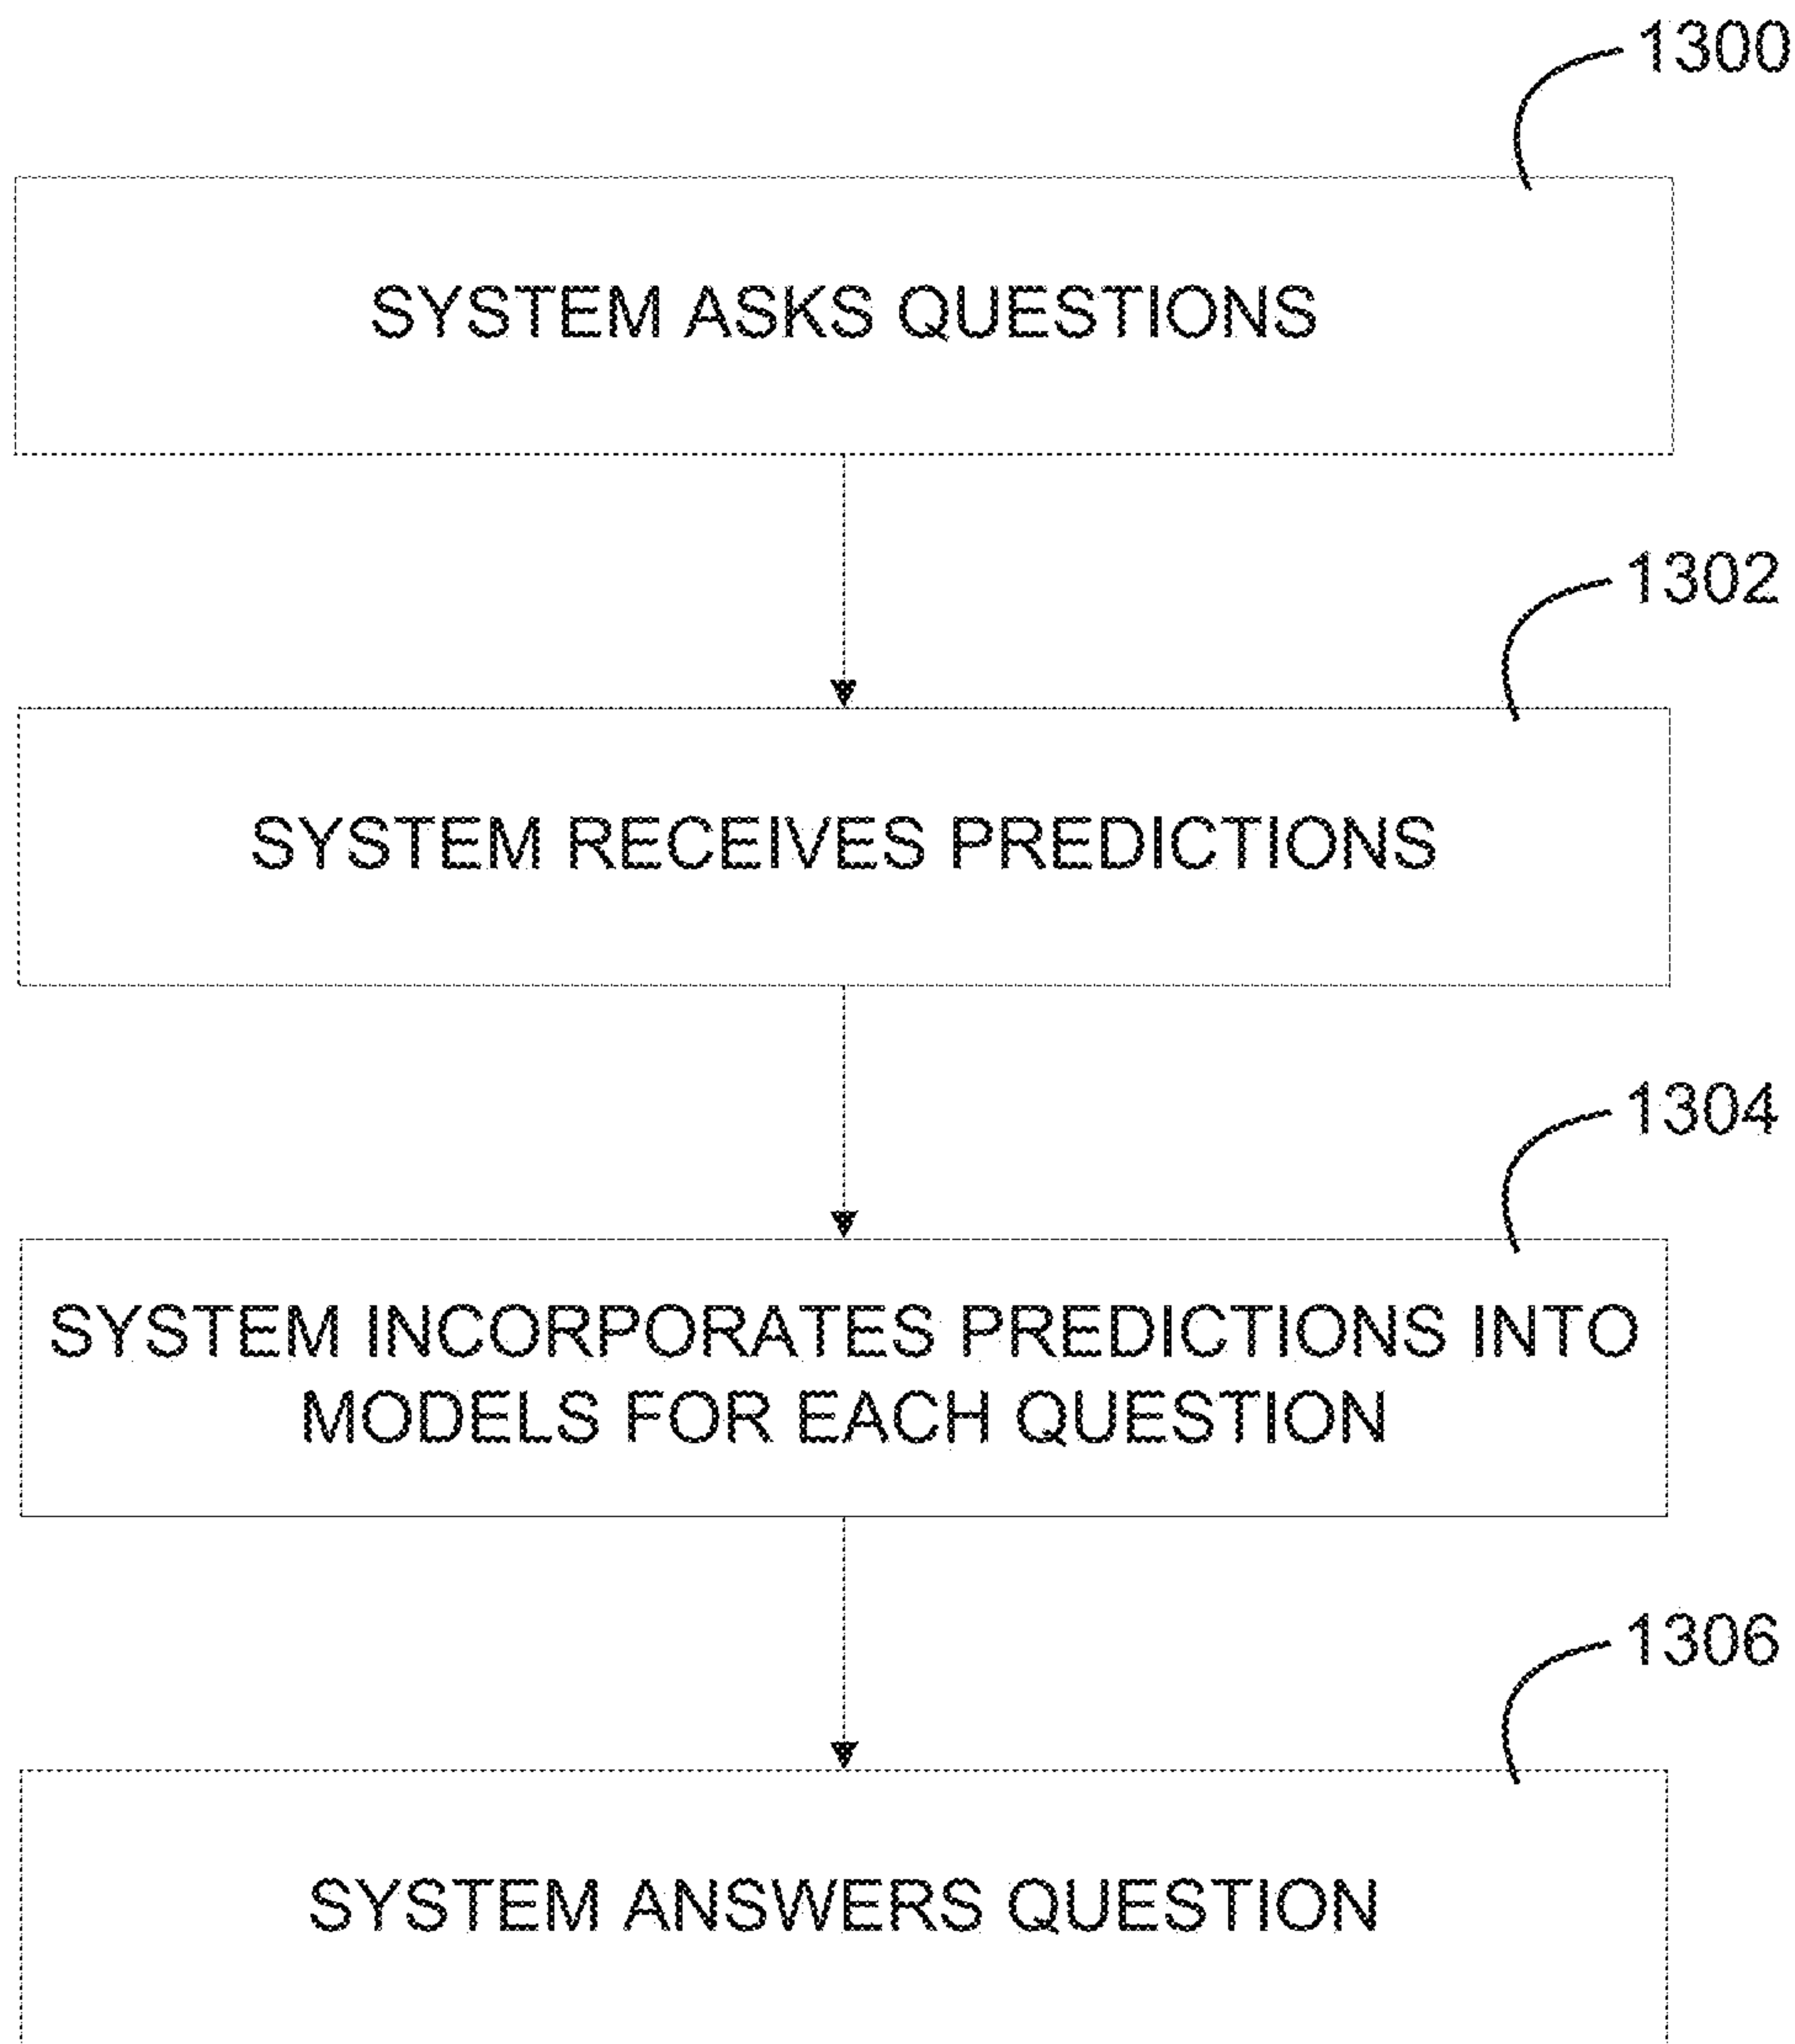 1300
SYSTEM ASKS QUESTIONS
1302
SYSTEM RECEIVES PREDICTIONS
1304
SYSTEM INCORPORATES PREDICTIONS INTO
MODELS FOR EACH QUESTION
1306
SYSTEM ANSWERS QUESTION